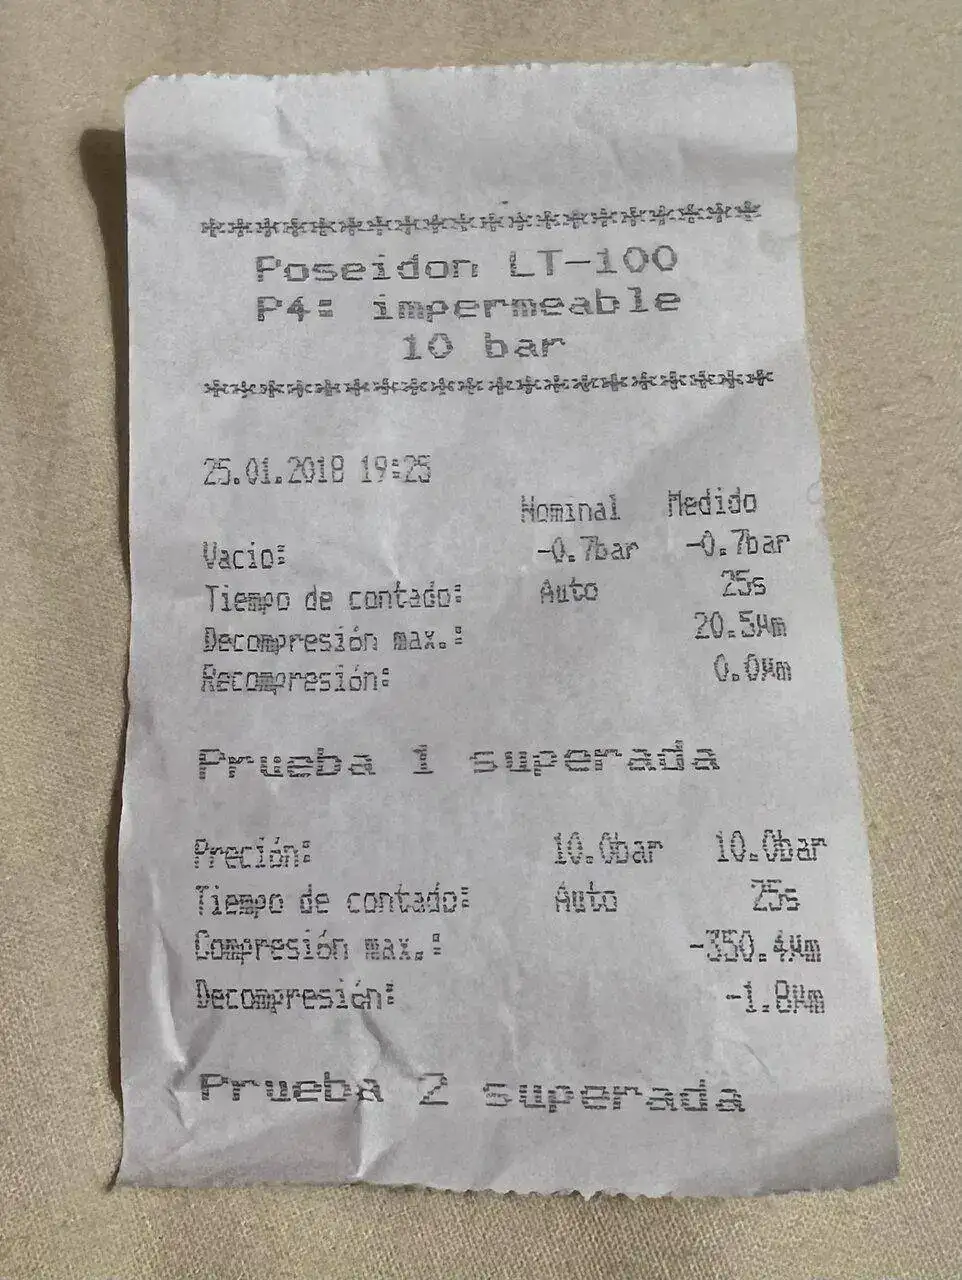 ********************
Poseidon LT-100
P4: impermeable
10 bar
********************
25.01.2018 19:25
Nominal Medido
Vacio: -0.7bar -0.7bar
Tiempo de contado: Auto 25s
Decompresión max.: 20.5µm
Recompresión: 0.0µm
Prueba 1 superada
Preción: 10.0bar 10.0bar
Tiempo de contado: Auto 25s
Compresión max.: -350.4µm
Decompresión: -1.8µm
Prueba 2 superada